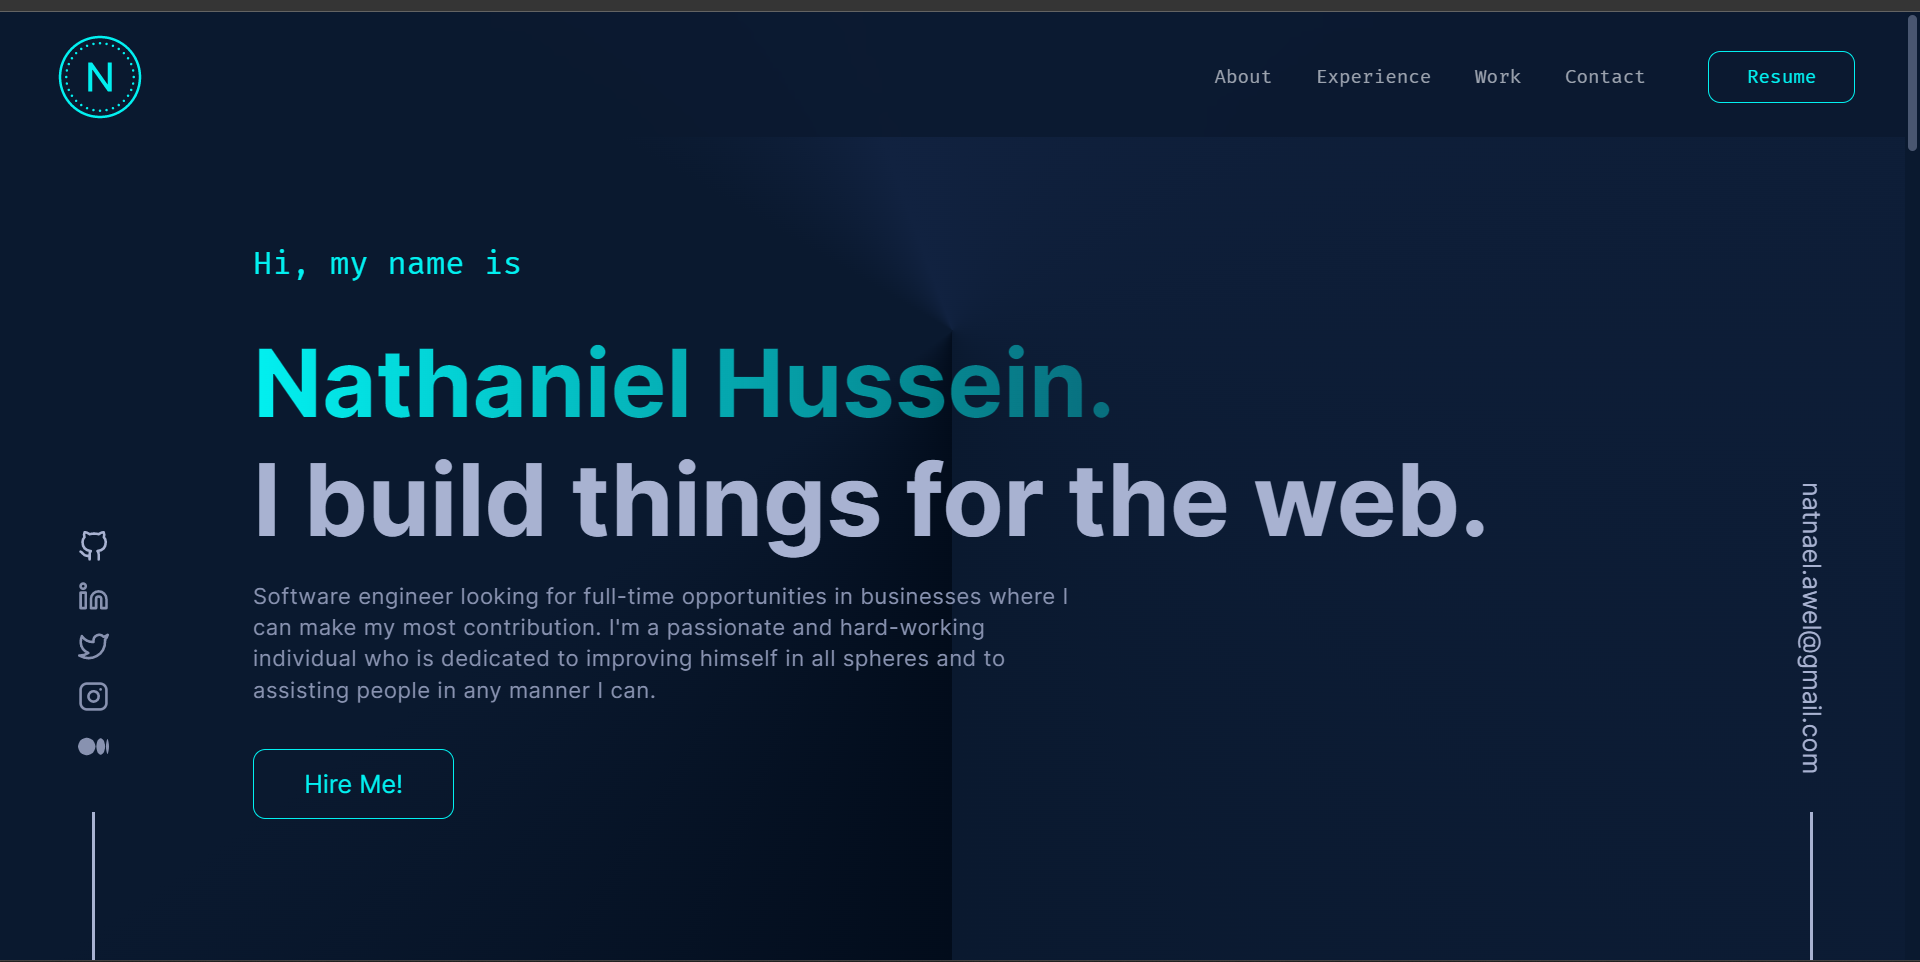 N
About Experience Work Contact Resume
Hi, my name is
Nathaniel Hussein.
I build things for the web.
Software engineer looking for full-time opportunities in businesses where I
can make my most contribution. I'm a passionate and hard-working
individual who is dedicated to improving himself in all spheres and to
assisting people in any manner I can.
Hire Me!
natnael.awel@gmail.com